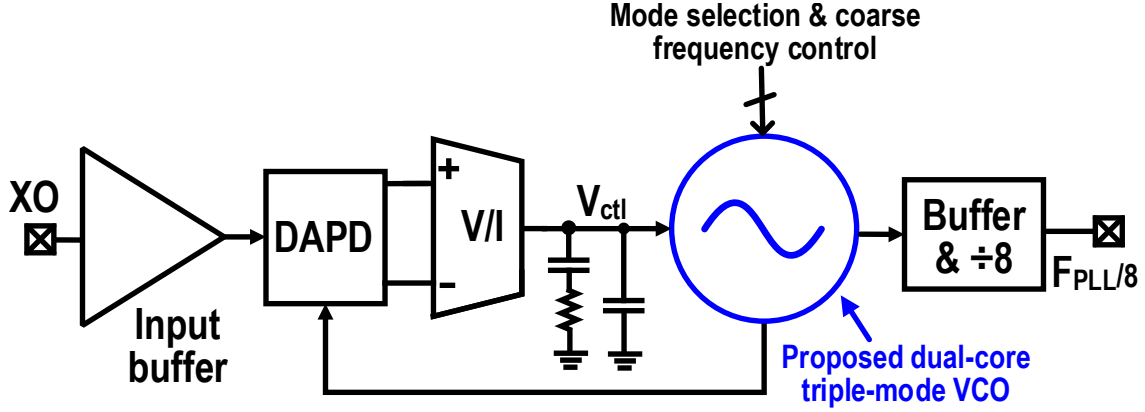 Mode selection & coarse
frequency control
XO
Input
buffer
DAPD
+
-
V/I
Vctl
Buffer
& ÷8
FPLL/8
Proposed dual-core
triple-mode VCO